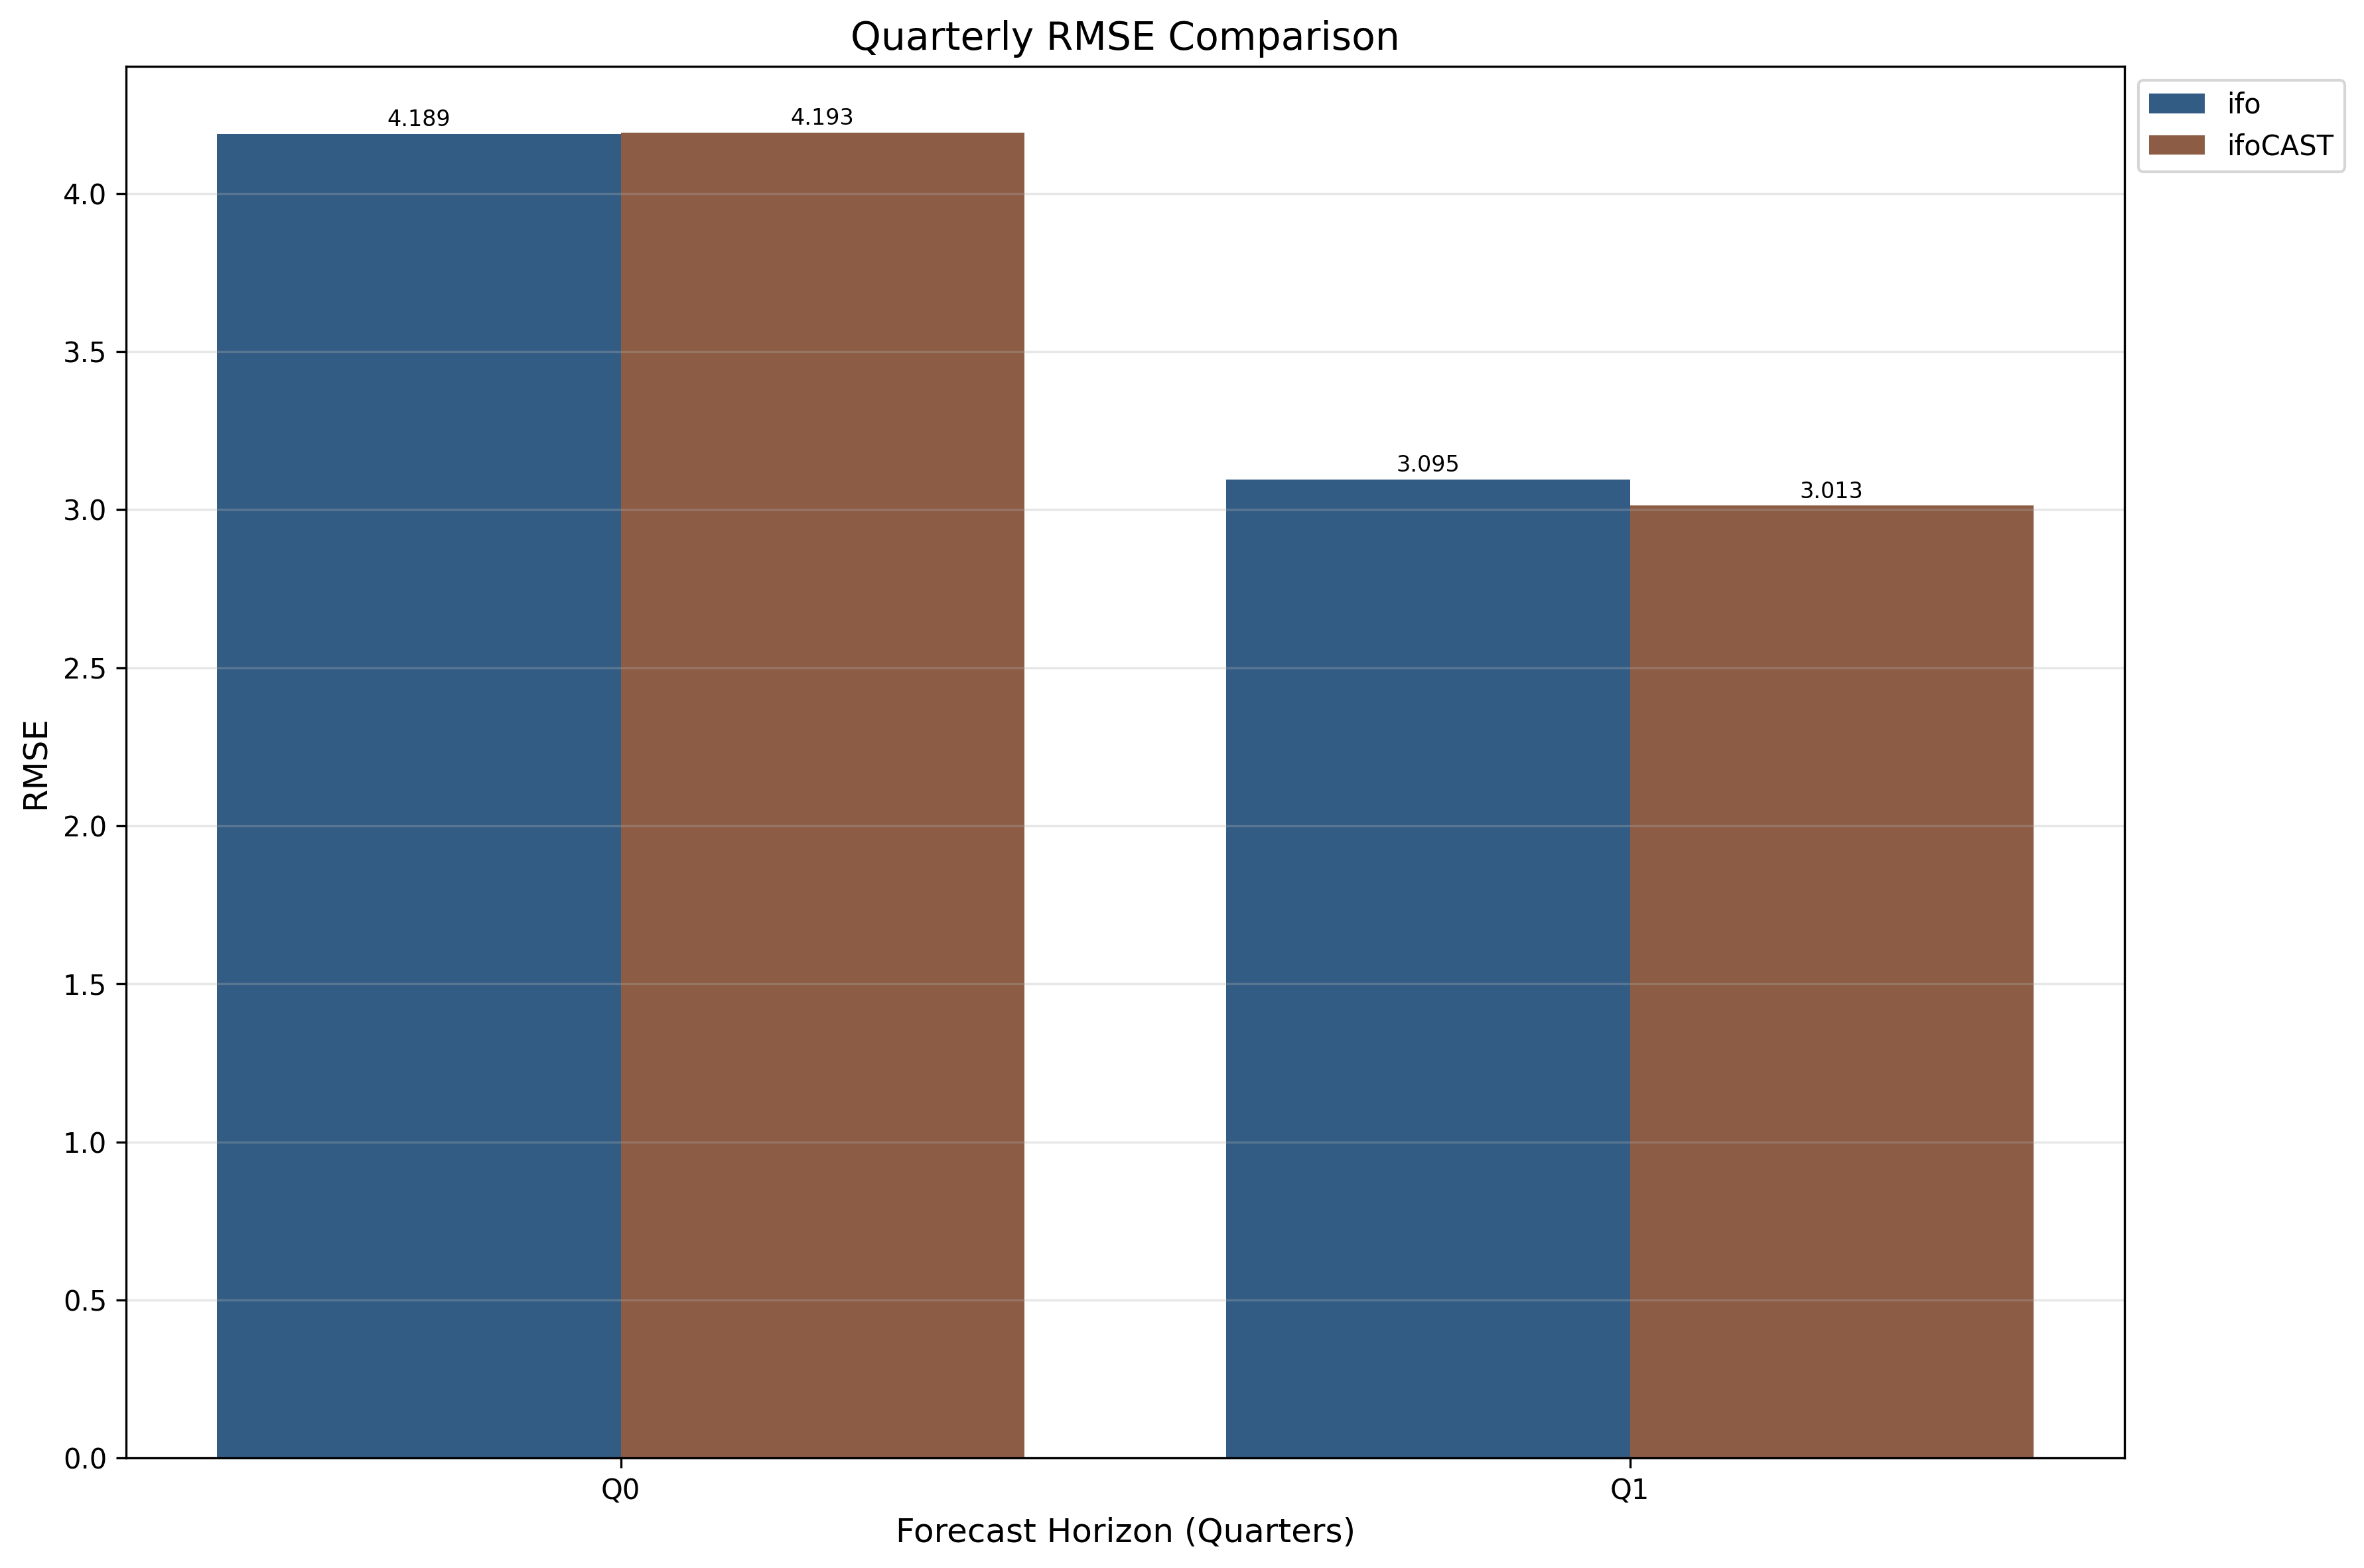 Quarterly RMSE Comparison
ifo
ifoCAST
4.189
4.193
3.095
3.013
4.0
3.5
3.0
2.5
2.0
1.5
1.0
0.5
0.0
RMSE
Q0
Q1
Forecast Horizon (Quarters)